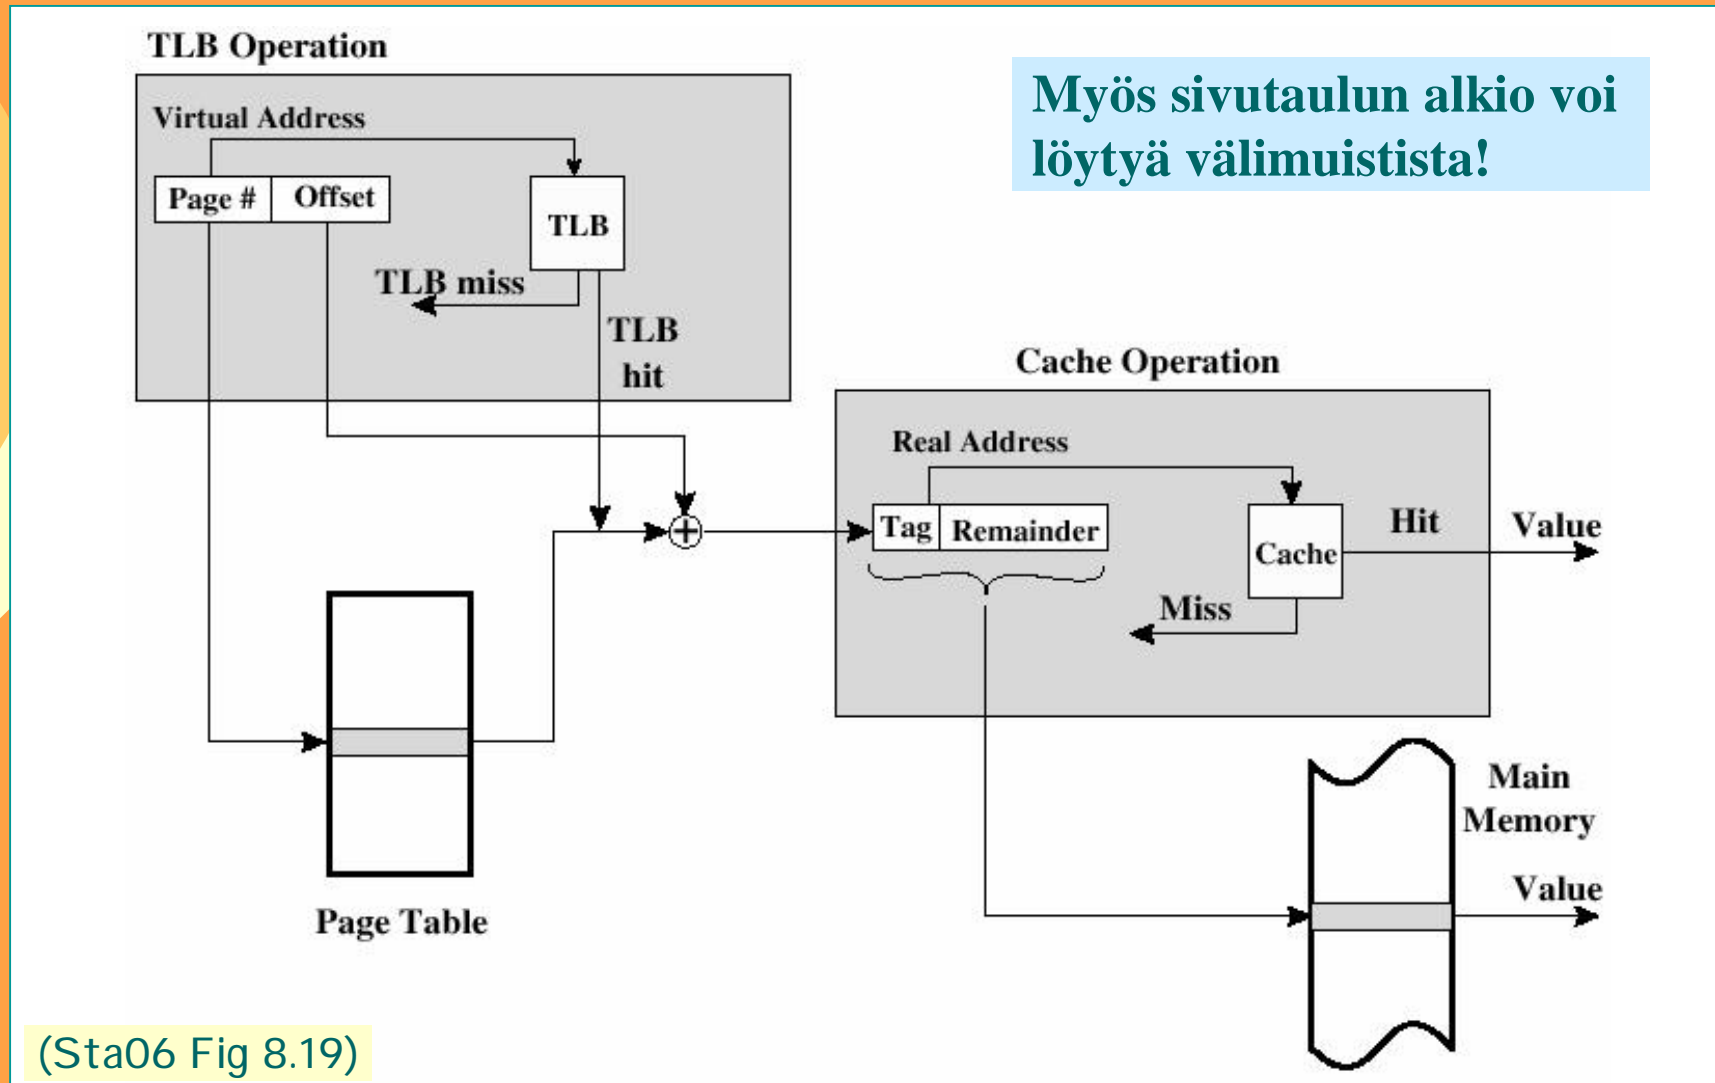 TLB Operation
Myös sivutaulun alkio voi
löytyä välimuistista!
Virtual Address
Page #
Offset
TLB
TLB miss
TLB
hit
Cache Operation
Real Address
Tag
Remainder
Cache
Hit
Value
Miss
Page Table
Main
Memory
Value
(Sta06 Fig 8.19)